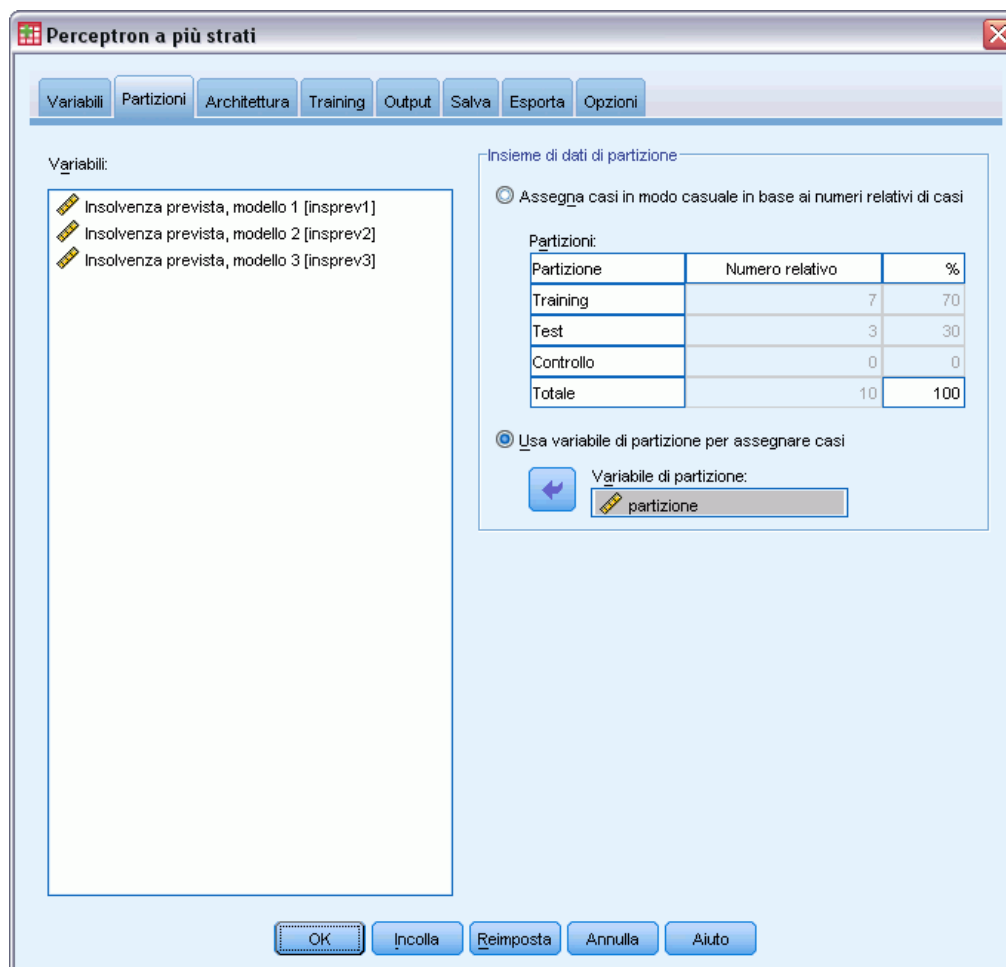 Perceptron a più strati
Variabili Partizioni Architettura Training Output Salva Esporta Opzioni
Variabili:
Insolvenza prevista, modello 1 [insprev1]
Insolvenza prevista, modello 2 [insprev2]
Insolvenza prevista, modello 3 [insprev3]
Insieme di dati di partizione
Assegna casi in modo casuale in base ai numeri relativi di casi
Partizioni:
Partizione Numero relativo %
Training 7 70
Test 3 30
Controllo 0 0
Totale 10 100
Usa variabile di partizione per assegnare casi
Variabile di partizione:
partizione
OK Incolla Reimposta Annulla Aiuto